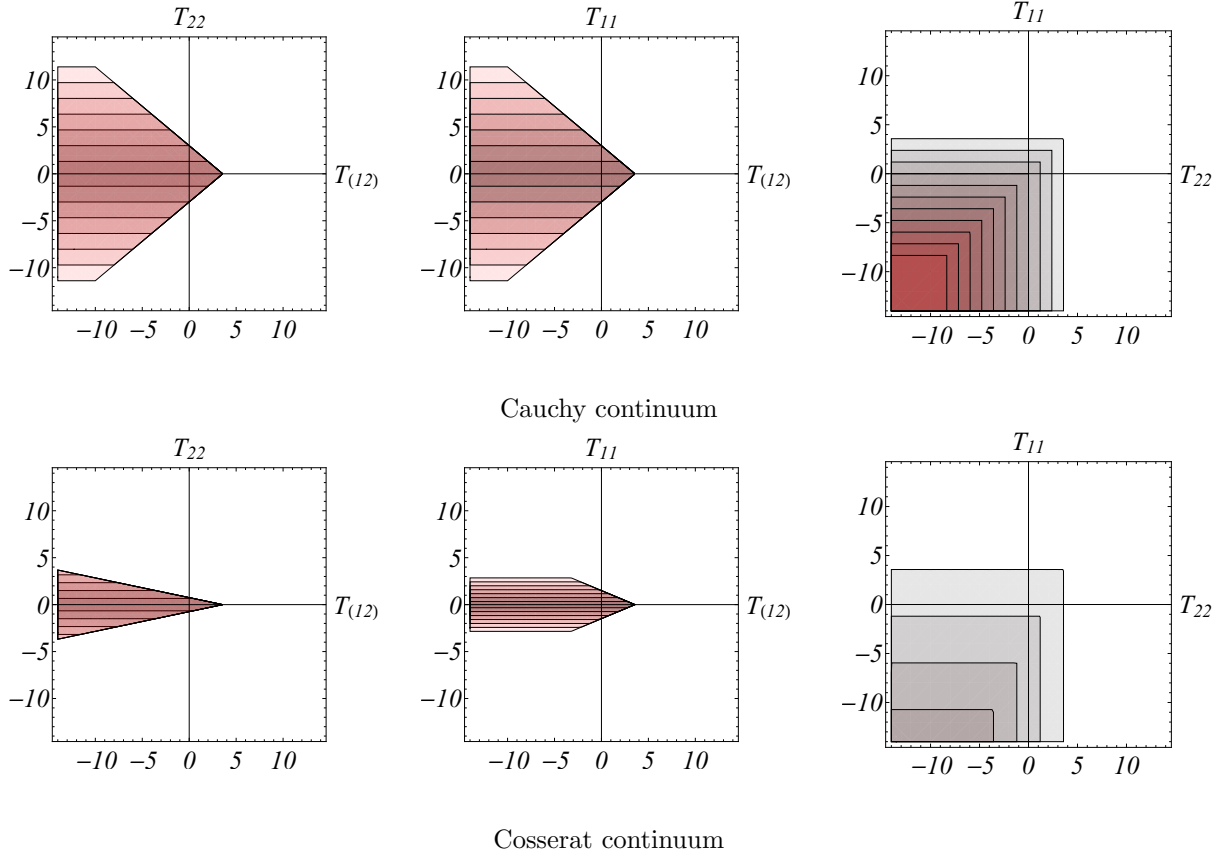 T22 T11 T11
10 10 10
5 5 5
0 T(12) 0 T(12) 0 T22
−5 −5 −5
−10 −10 −10
−10 −5 0 5 10 −10 −5 0 5 10 −10 −5 0 5 10
Cauchy continuum
T22 T11 T11
10 10 10
5 5 5
0 T(12) 0 T(12) 0 T22
−5 −5 −5
−10 −10 −10
−10 −5 0 5 10 −10 −5 0 5 10 −10 −5 0 5 10
Cosserat continuum